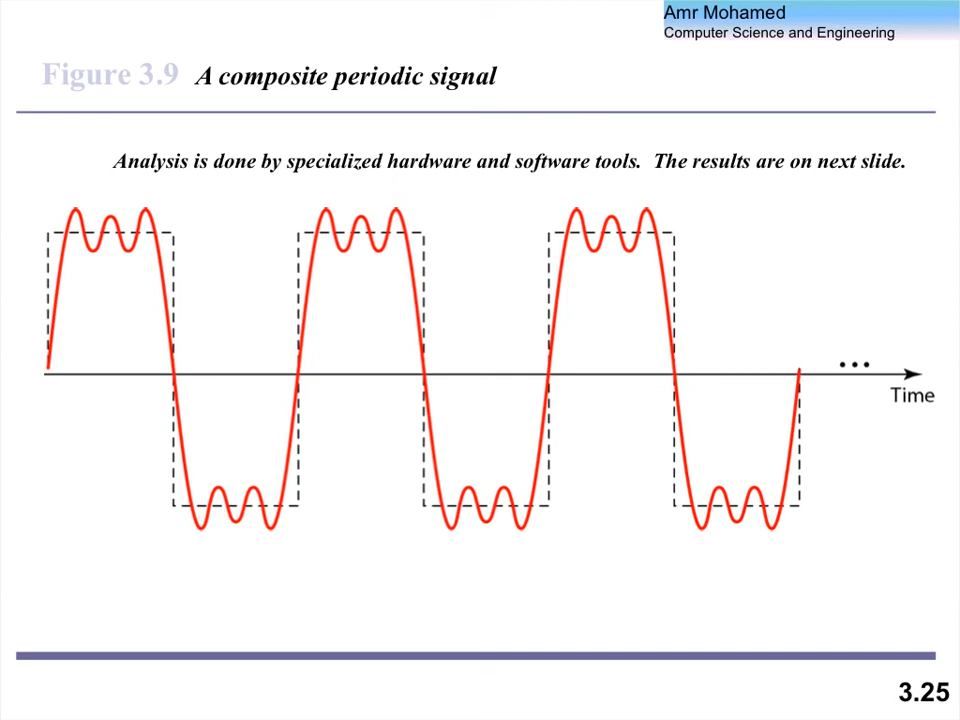 Amr Mohamed
Computer Science and Engineering
Figure 3.9 A composite periodic signal
Analysis is done by specialized hardware and software tools. The results are on next slide.
...
Time
3.25